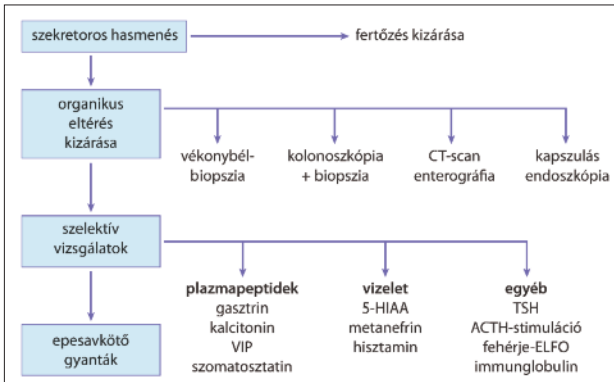 szekretoros hasmenés
fertőzés kizárása
organikus
eltérés
kizárása
vékonybél-
biopszia
kolonoszkópia
+ biopszia
CT-scan
enterográfia
kapszulás
endoszkópia
szelektív
vizsgálatok
plazmapeptidek
gasztrin
kalcitonin
VIP
szomatosztatin
vizelet
5-HIAA
metanefrin
hisztamin
egyéb
TSH
ACTH-stimuláció
fehérje-ELFO
immunglobulin
epesavkötő
gyanták